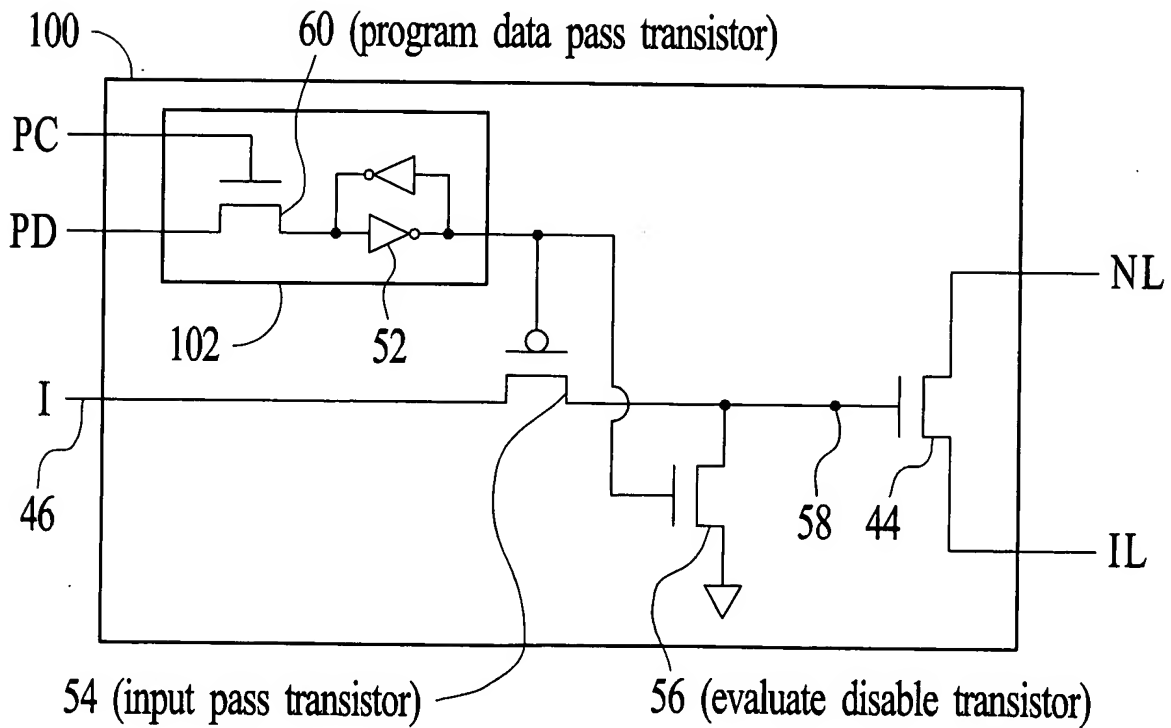 100
60 (program data pass transistor)
PC
PD
NL
102
52
I
46
58
44
IL
54 (input pass transistor)
56 (evaluate disable transistor)